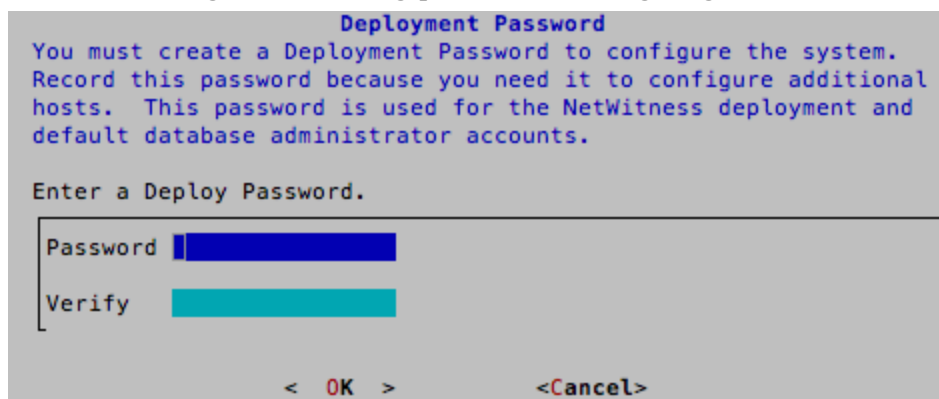 Deployment Password
You must create a Deployment Password to configure the system.
Record this password because you need it to configure additional
hosts.  This password is used for the NetWitness deployment and
default database administrator accounts.
Enter a Deploy Password.
Password
Verify
<  OK  >          <Cancel>